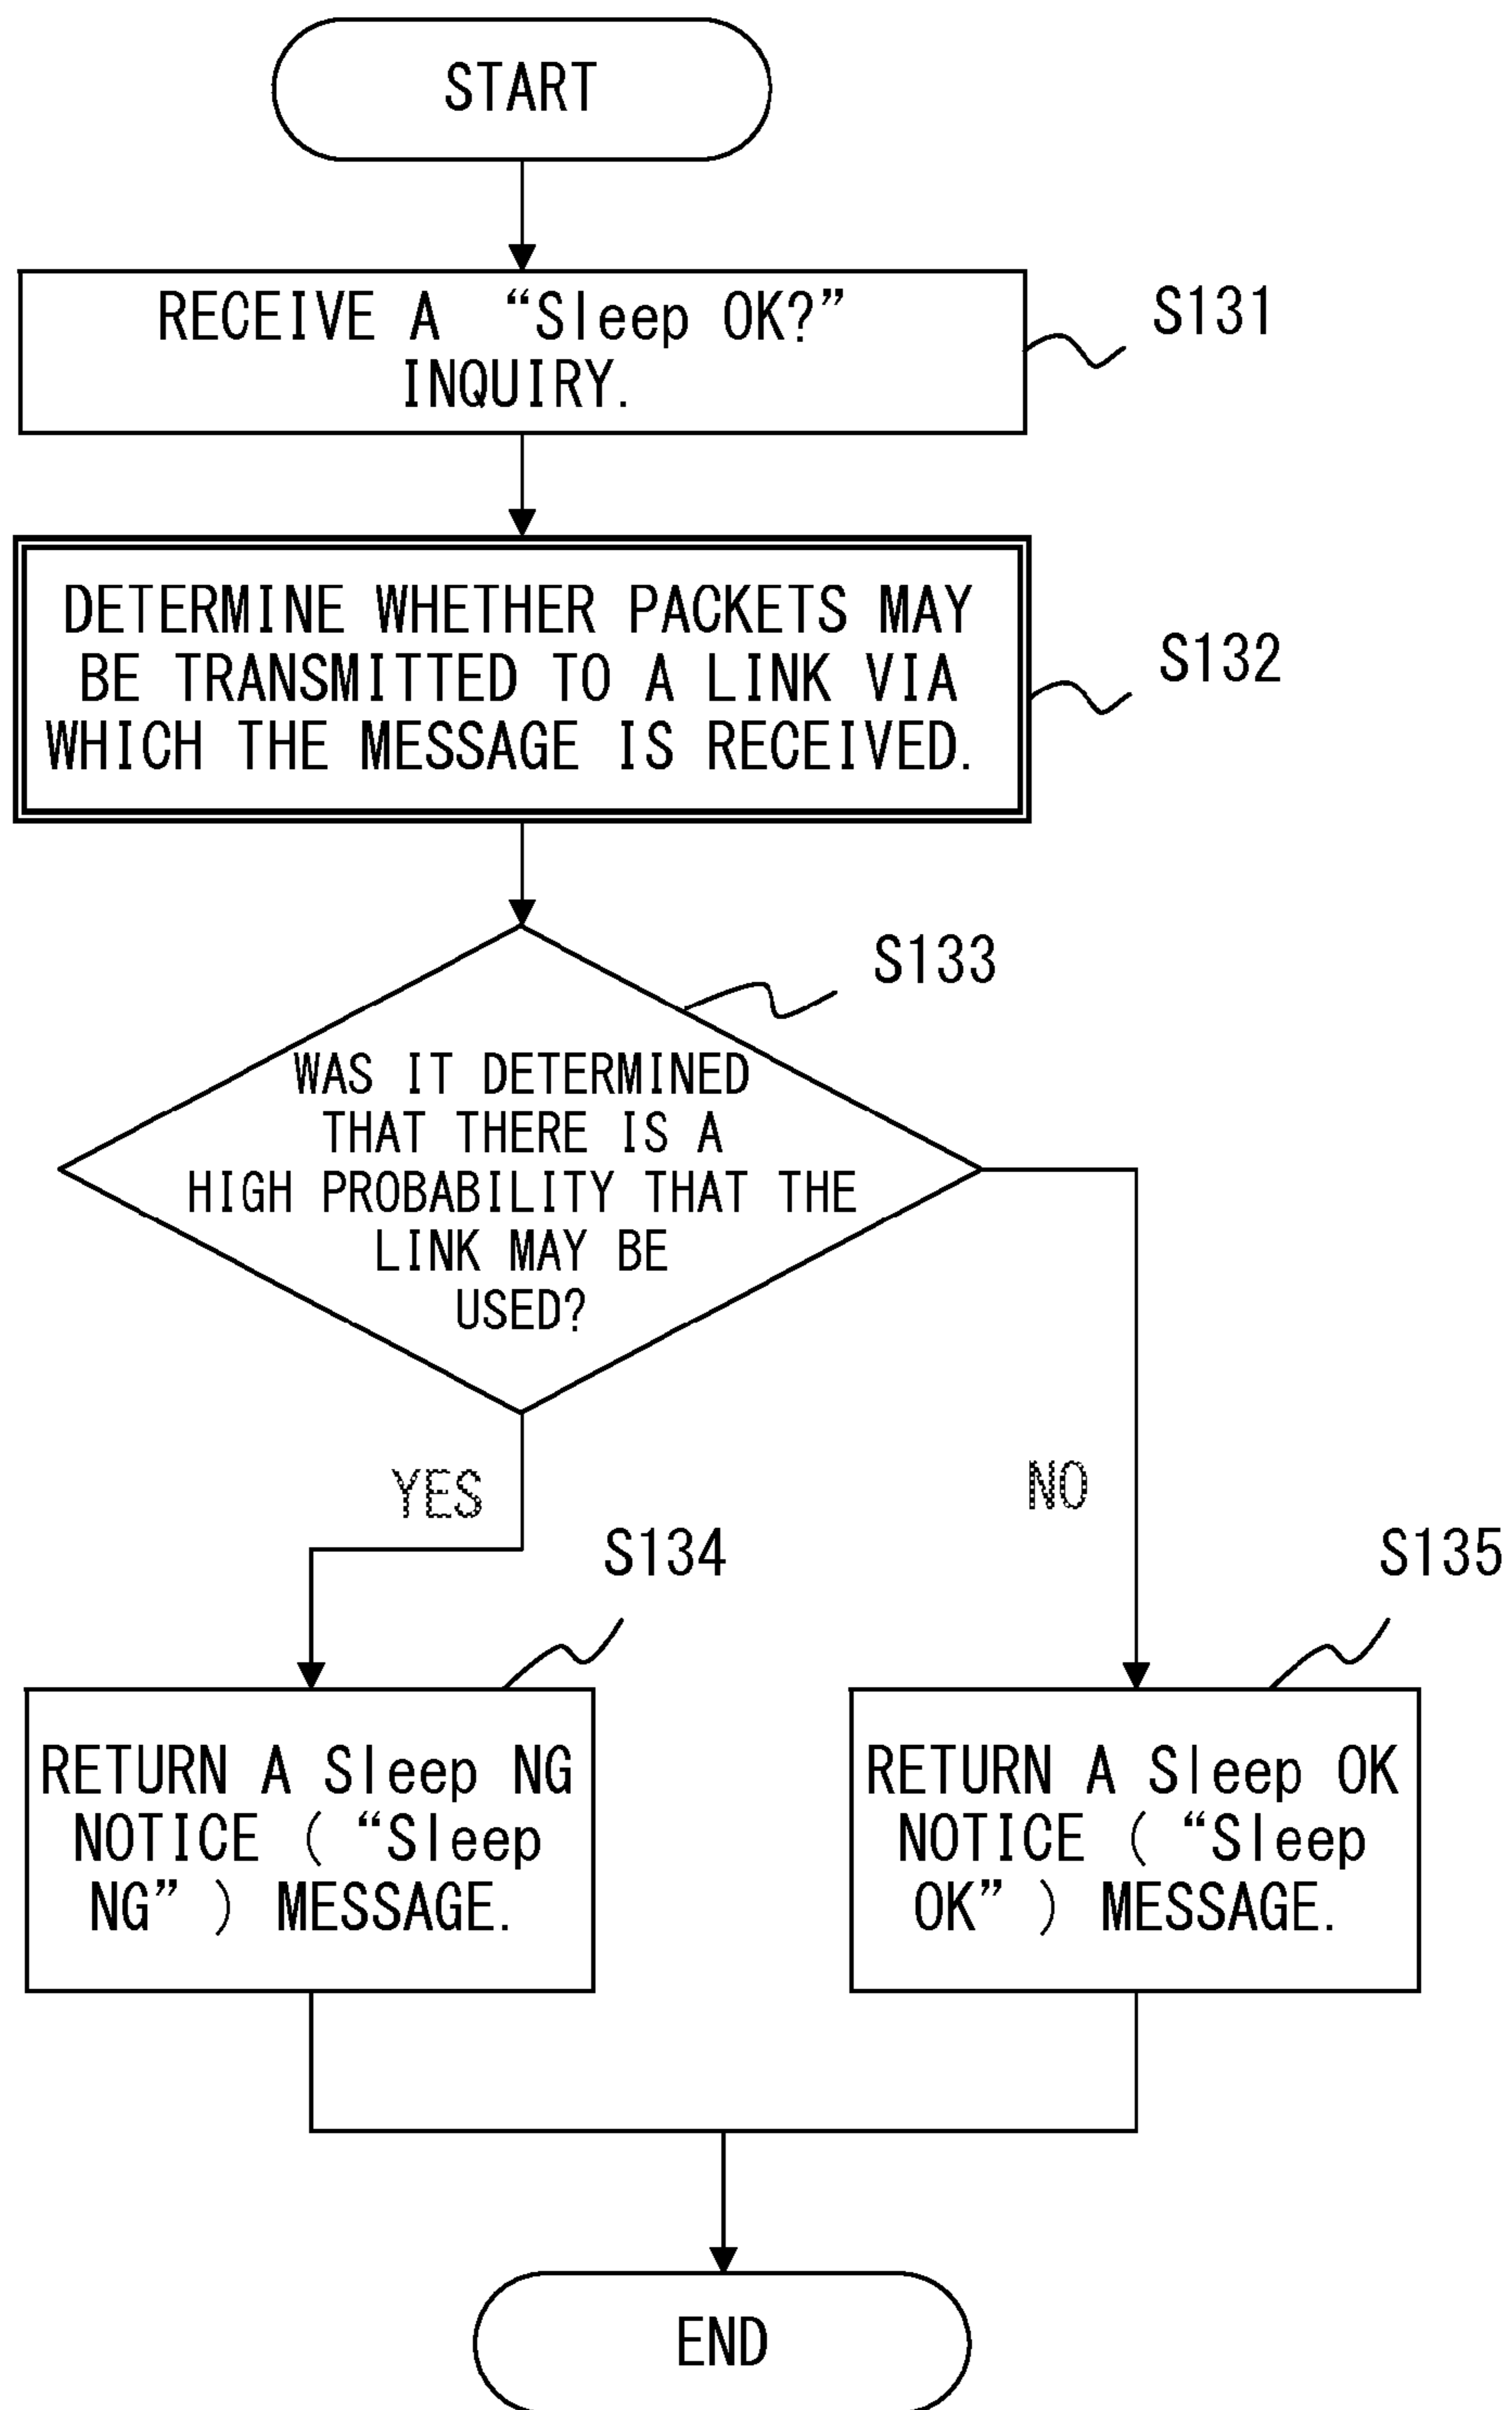 START
RECEIVE A “Sleep OK?”
INQUIRY.
S131
DETERMINE WHETHER PACKETS MAY
BE TRANSMITTED TO A LINK VIA
WHICH THE MESSAGE IS RECEIVED.
S132
S133
WAS IT DETERMINED
THAT THERE IS A
HIGH PROBABILITY THAT THE
LINK MAY BE
USED?
YES
NO
S134
S135
RETURN A Sleep NG
NOTICE ( “Sleep
NG” ) MESSAGE.
RETURN A Sleep OK
NOTICE ( “Sleep
OK” ) MESSAGE.
END